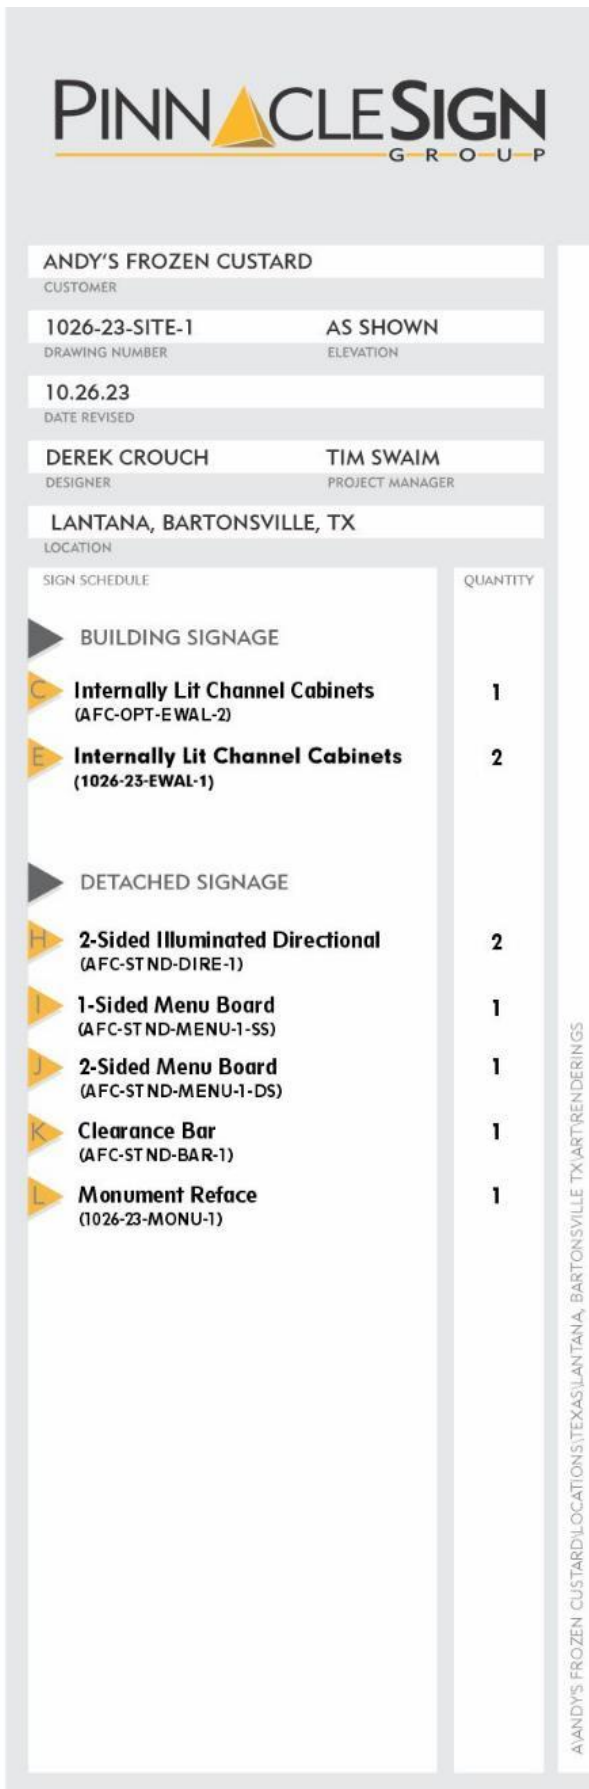 PINNACLESIGN
GROUP
ANDY'S FROZEN CUSTARD
CUSTOMER
1026-23-SITE-1 AS SHOWN
DRAWING NUMBER ELEVATION
10.26.23
DATE REVISED
DEREK CROUCH TIM SWAIM
DESIGNER PROJECT MANAGER
LANTANA, BARTONSVILLE, TX
LOCATION
SIGN SCHEDULE QUANTITY
BUILDING SIGNAGE
C Internally Lit Channel Cabinets 1
(AFC-OPT-EWAL-2)
E Internally Lit Channel Cabinets 2
(1026-23-EWAL-1)
DETACHED SIGNAGE
H 2-Sided Illuminated Directional 2
(AFC-STND-DIRE-1)
I 1-Sided Menu Board 1
(AFC-STND-MENU-1-SS)
J 2-Sided Menu Board 1
(AFC-STND-MENU-1-DS)
K Clearance Bar 1
(AFC-STND-BAR-1)
L Monument Reface 1
(1026-23-MONU-1)
A\ANDY'S FROZEN CUSTARD\LOCATIONS\TEXAS\LANTANA, BARTONSVILLE TX\ART\RENDERINGS